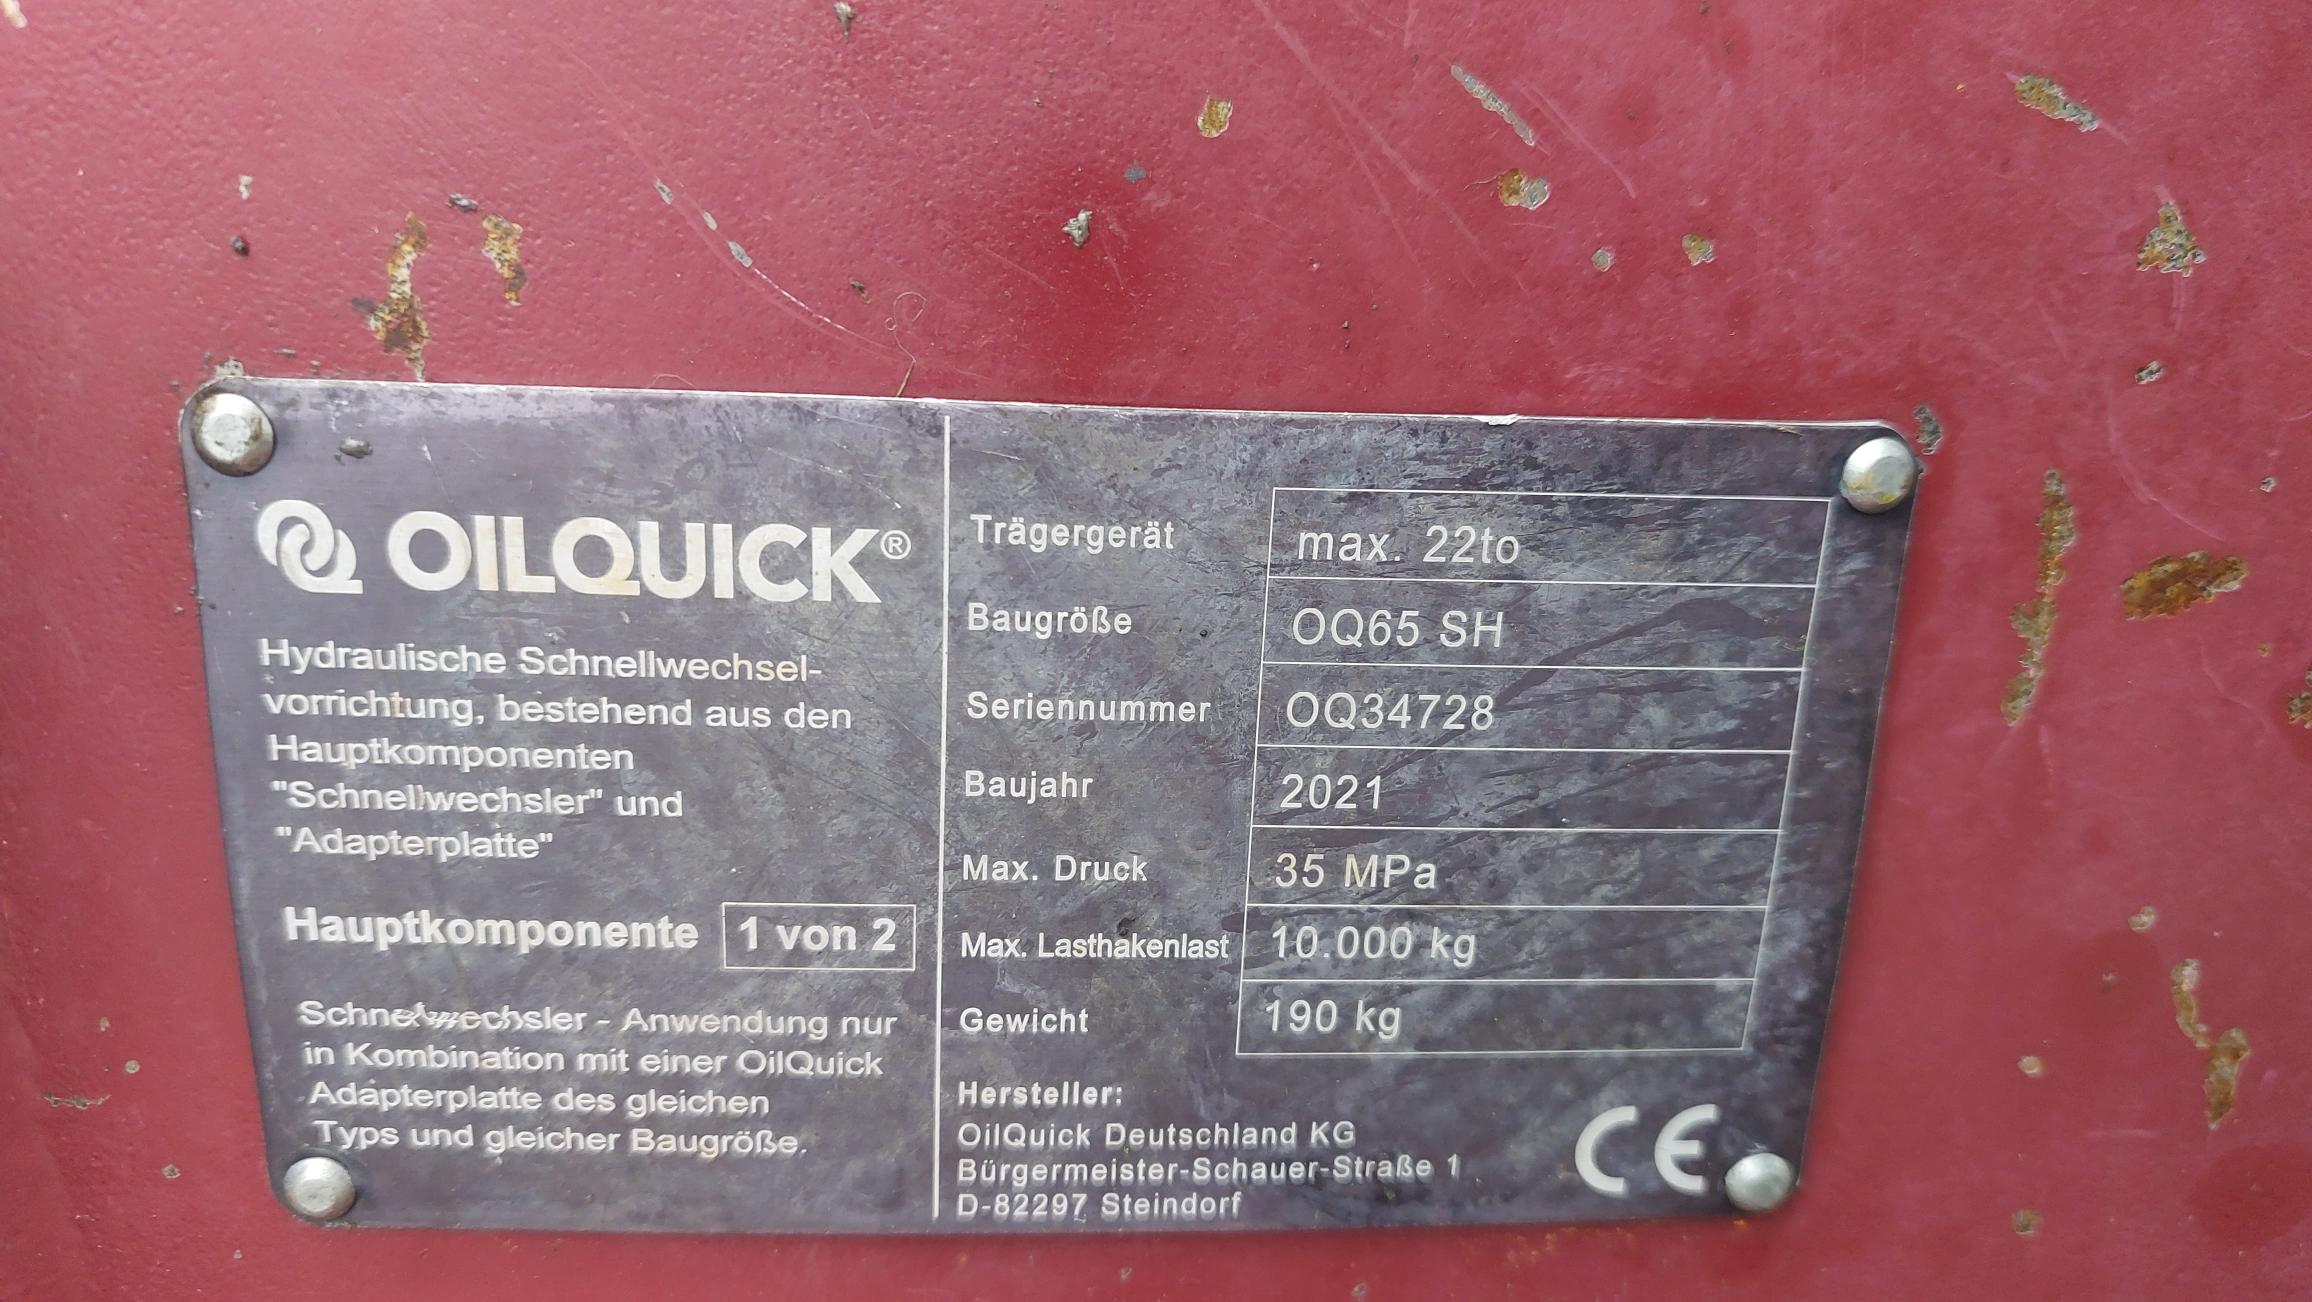 OILQUICK®
Hydraulische Schnellwechsel-
vorrichtung, bestehend aus den
Hauptkomponenten
"Schnellwechsler" und
"Adapterplatte"
Hauptkomponente 1 von 2
Schnellwechsler - Anwendung nur
in Kombination mit einer OilQuick
Adapterplatte des gleichen
Typs und gleicher Baugröße.
Trägergerät max. 22to
Baugröße OQ65 SH
Seriennummer OQ34728
Baujahr 2021
Max. Druck 35 MPa
Max. Lasthakenlast 10.000 kg
Gewicht 190 kg
Hersteller:
OilQuick Deutschland KG
Bürgermeister-Schauer-Straße 1
D-82297 Steindorf
CE